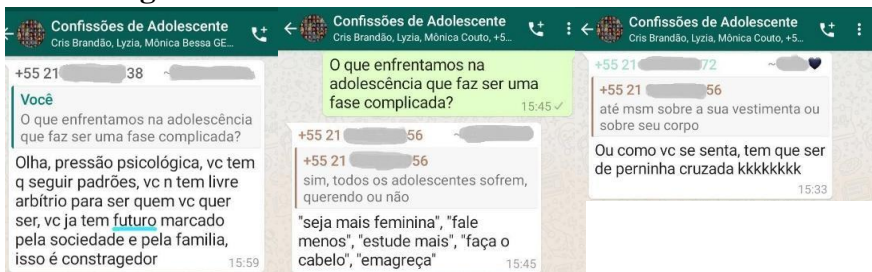 Confissões de Adolescente
Cris Brandão, Lyzia, Mônica Bessa GE...
+55 21 38 ~
Você
O que enfrentamos na adolescência
que faz ser uma fase complicada?
Olha, pressão psicológica, vc tem
q seguir padrões, vc n tem livre
arbítrio para ser quem vc quer
ser, vc ja tem futuro marcado
pela sociedade e pela familia,
isso é constragedor
15:59
Confissões de Adolescente
Cris Brandão, Lyzia, Mônica Couto, +5...
O que enfrentamos na
adolescência que faz ser uma
fase complicada?
15:45
+55 21 56 ~
+55 21 56
sim, todos os adolescentes sofrem,
querendo ou não
"seja mais feminina", "fale
menos", "estude mais", "faça o
cabelo", "emagreça"
15:45
Confissões de Adolescente
Cris Brandão, Lyzia, Mônica Couto, +5...
+55 21 72 ~
+55 21 56
até msm sobre a sua vestimenta ou
sobre seu corpo
Ou como vc se senta, tem que ser
de perninha cruzada kkkkkkkk
15:33